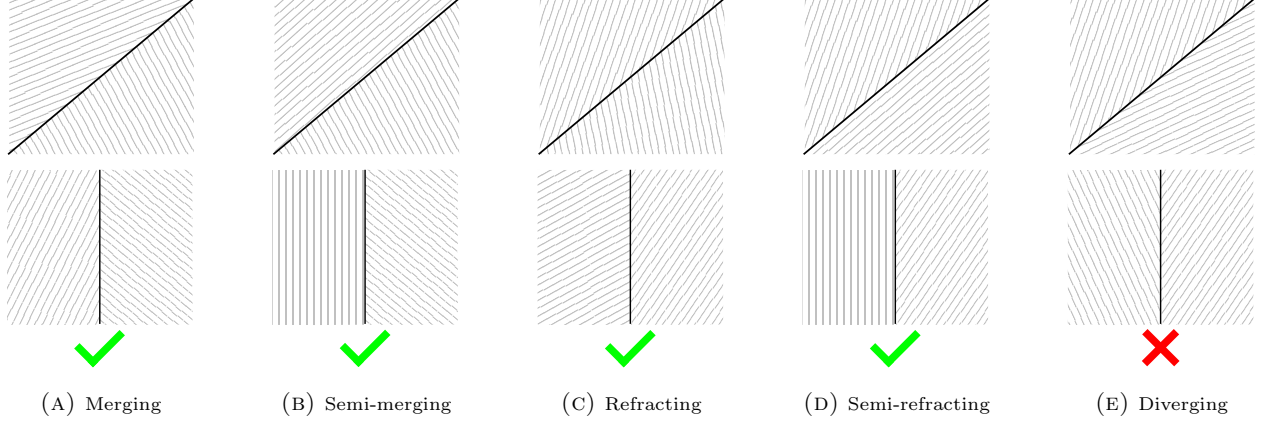 (A) Merging
(B) Semi-merging
(C) Refracting
(D) Semi-refracting
(E) Diverging